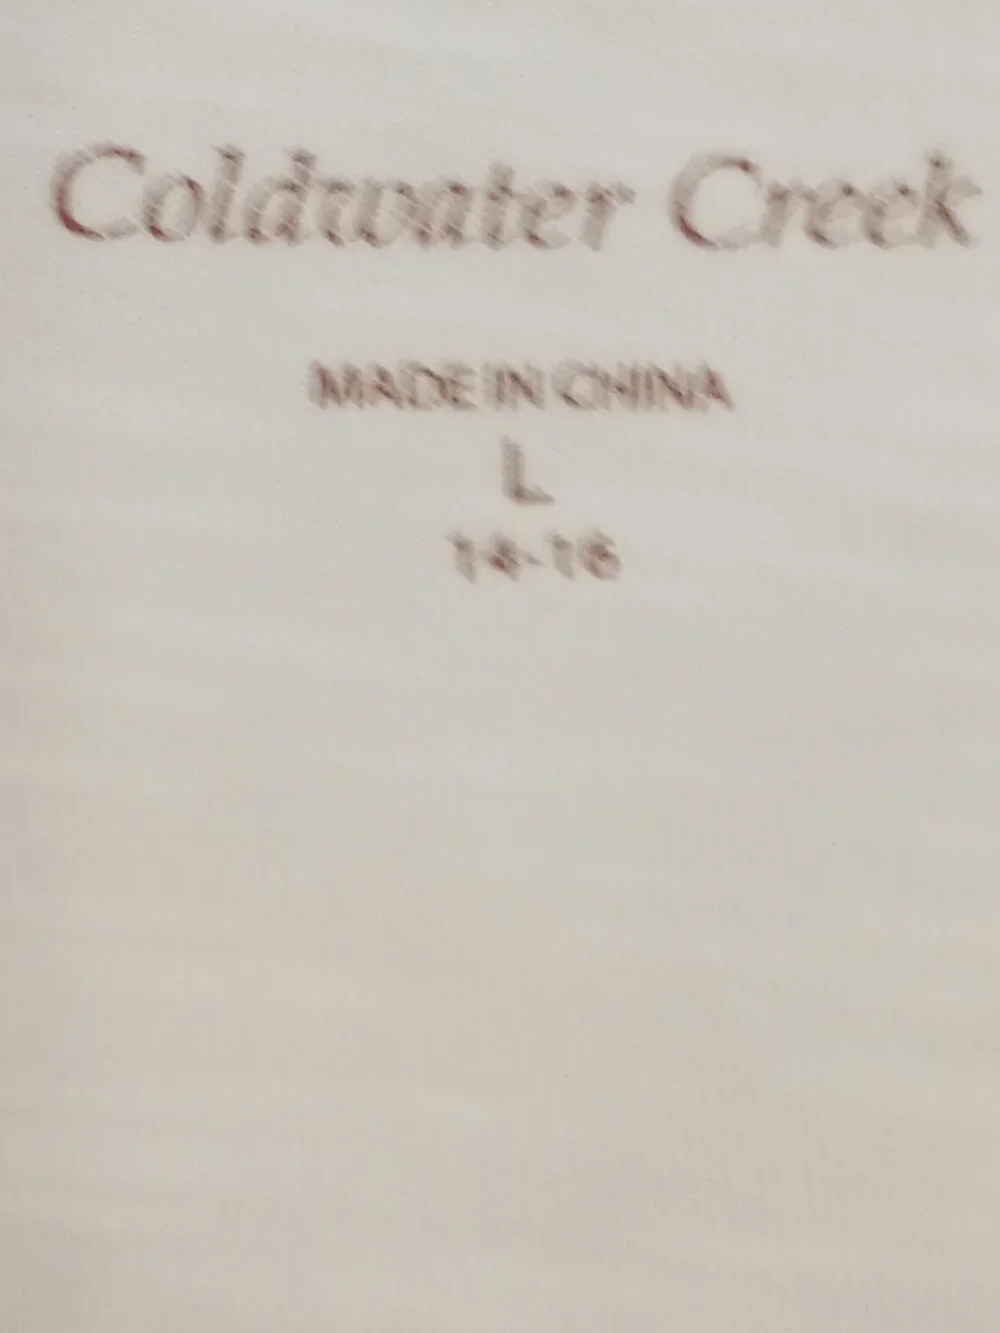 Coldwater Creek
MADE IN CHINA
L
14-16